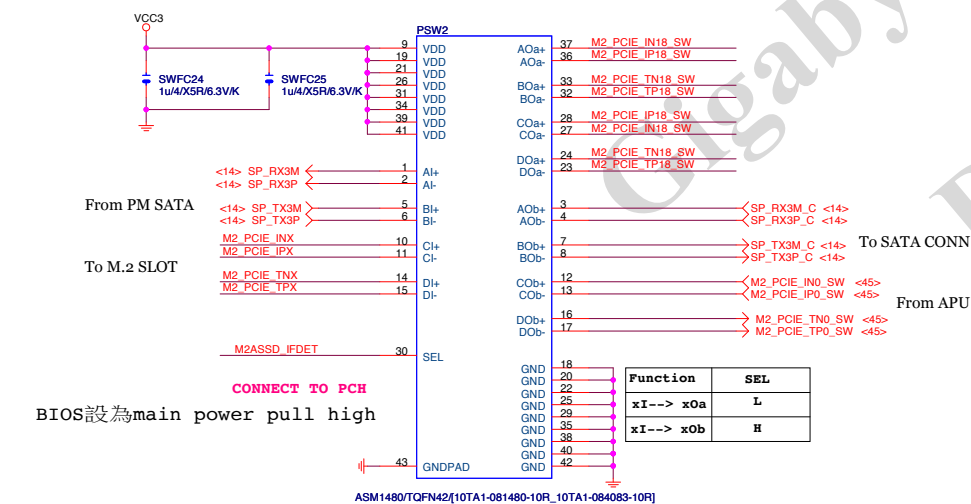 VCC3
PSW2
SWFC24
1u/4/X5R/6.3V/K
SWFC25
1u/4/X5R/6.3V/K
9 VDD
19 VDD
21 VDD
26 VDD
31 VDD
34 VDD
39 VDD
41 VDD
<14> SP_RX3M 1 AI+
<14> SP_RX3P 2 AI-
From PM SATA
<14> SP_TX3M 5 BI+
<14> SP_TX3P 6 BI-
M2_PCIE_INX 10 CI+
M2_PCIE_IPX 11 CI-
To M.2 SLOT
M2_PCIE_TNX 14 DI+
M2_PCIE_TPX 15 DI-
M2ASSD_IFDET 30 SEL
CONNECT TO PCH
BIOS設為main power pull high
43 GNDPAD
AOa+ 37 M2_PCIE_IN18_SW
AOa- 36 M2_PCIE_IP18_SW
BOa+ 33 M2_PCIE_TN18_SW
BOa- 32 M2_PCIE_TP18_SW
COa+ 28 M2_PCIE_IP18_SW
COa- 27 M2_PCIE_IN18_SW
DOa+ 24 M2_PCIE_TN18_SW
DOa- 23 M2_PCIE_TP18_SW
AOb+ 3 SP_RX3M_C <14>
AOb- 4 SP_RX3P_C <14>
BOb+ 7 SP_TX3M_C <14>
BOb- 8 SP_TX3P_C <14>
To SATA CONN
COb+ 12 M2_PCIE_IN0_SW <45>
COb- 13 M2_PCIE_IP0_SW <45>
From APU
DOb+ 16 M2_PCIE_TN0_SW <45>
DOb- 17 M2_PCIE_TP0_SW <45>
GND 18
GND 20
GND 22
GND 25
GND 29
GND 35
GND 38
GND 40
GND 42
Function SEL
xI--> xOa L
xI--> xOb H
ASM1480/TQFN42/[10TA1-081480-10R_10TA1-084083-10R]